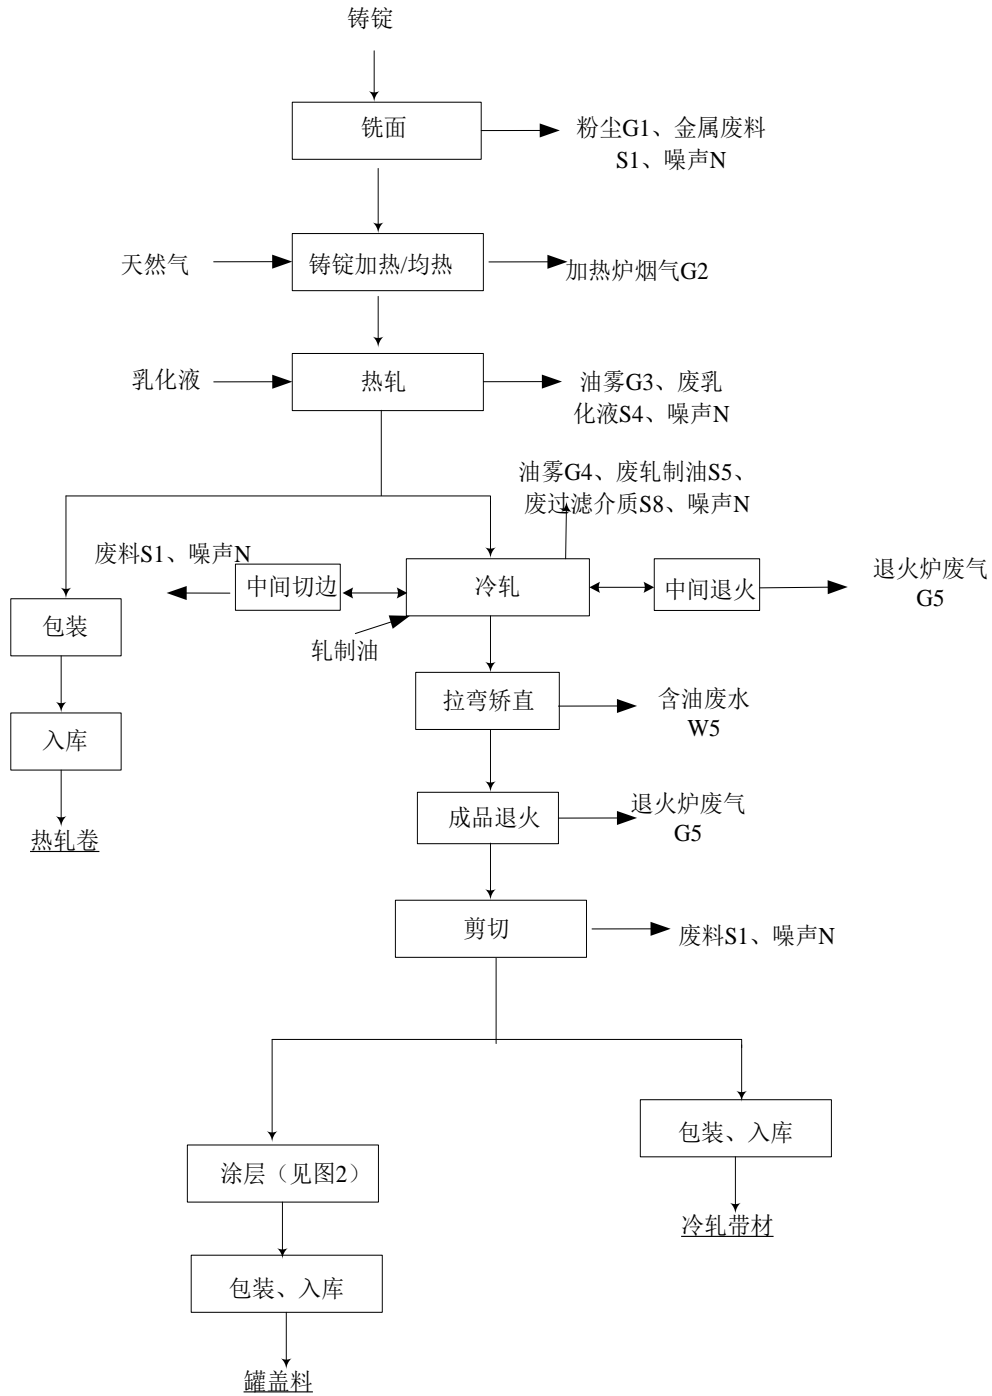 铸锭
铣面
粉尘G1、金属废料
S1、噪声N
天然气
铸锭加热/均热
加热炉烟气G2
乳化液
热轧
油雾G3、废乳
化液S4、噪声N
油雾G4、废轧制油S5、
废过滤介质S8、噪声N
废料S1、噪声N
中间切边
冷轧
中间退火
退火炉废气
G5
包装
轧制油
拉弯矫直
含油废水
W5
入库
成品退火
退火炉废气
G5
热轧卷
剪切
废料S1、噪声N
包装、入库
涂层（见图2）
冷轧带材
包装、入库
罐盖料